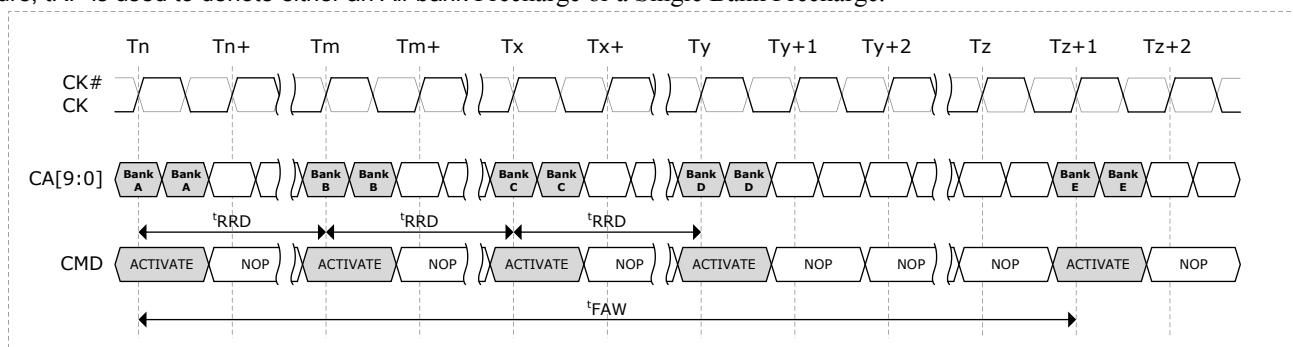 Tn Tn+ Tm Tm+ Tx Tx+ Ty Ty+1 Ty+2 Tz Tz+1 Tz+2
CK#
CK
CA[9:0] Bank A Bank A Bank B Bank B Bank C Bank C Bank D Bank D Bank E Bank E
tRRD tRRD tRRD
CMD ACTIVATE NOP ACTIVATE NOP ACTIVATE NOP ACTIVATE NOP NOP NOP ACTIVATE NOP
tFAW